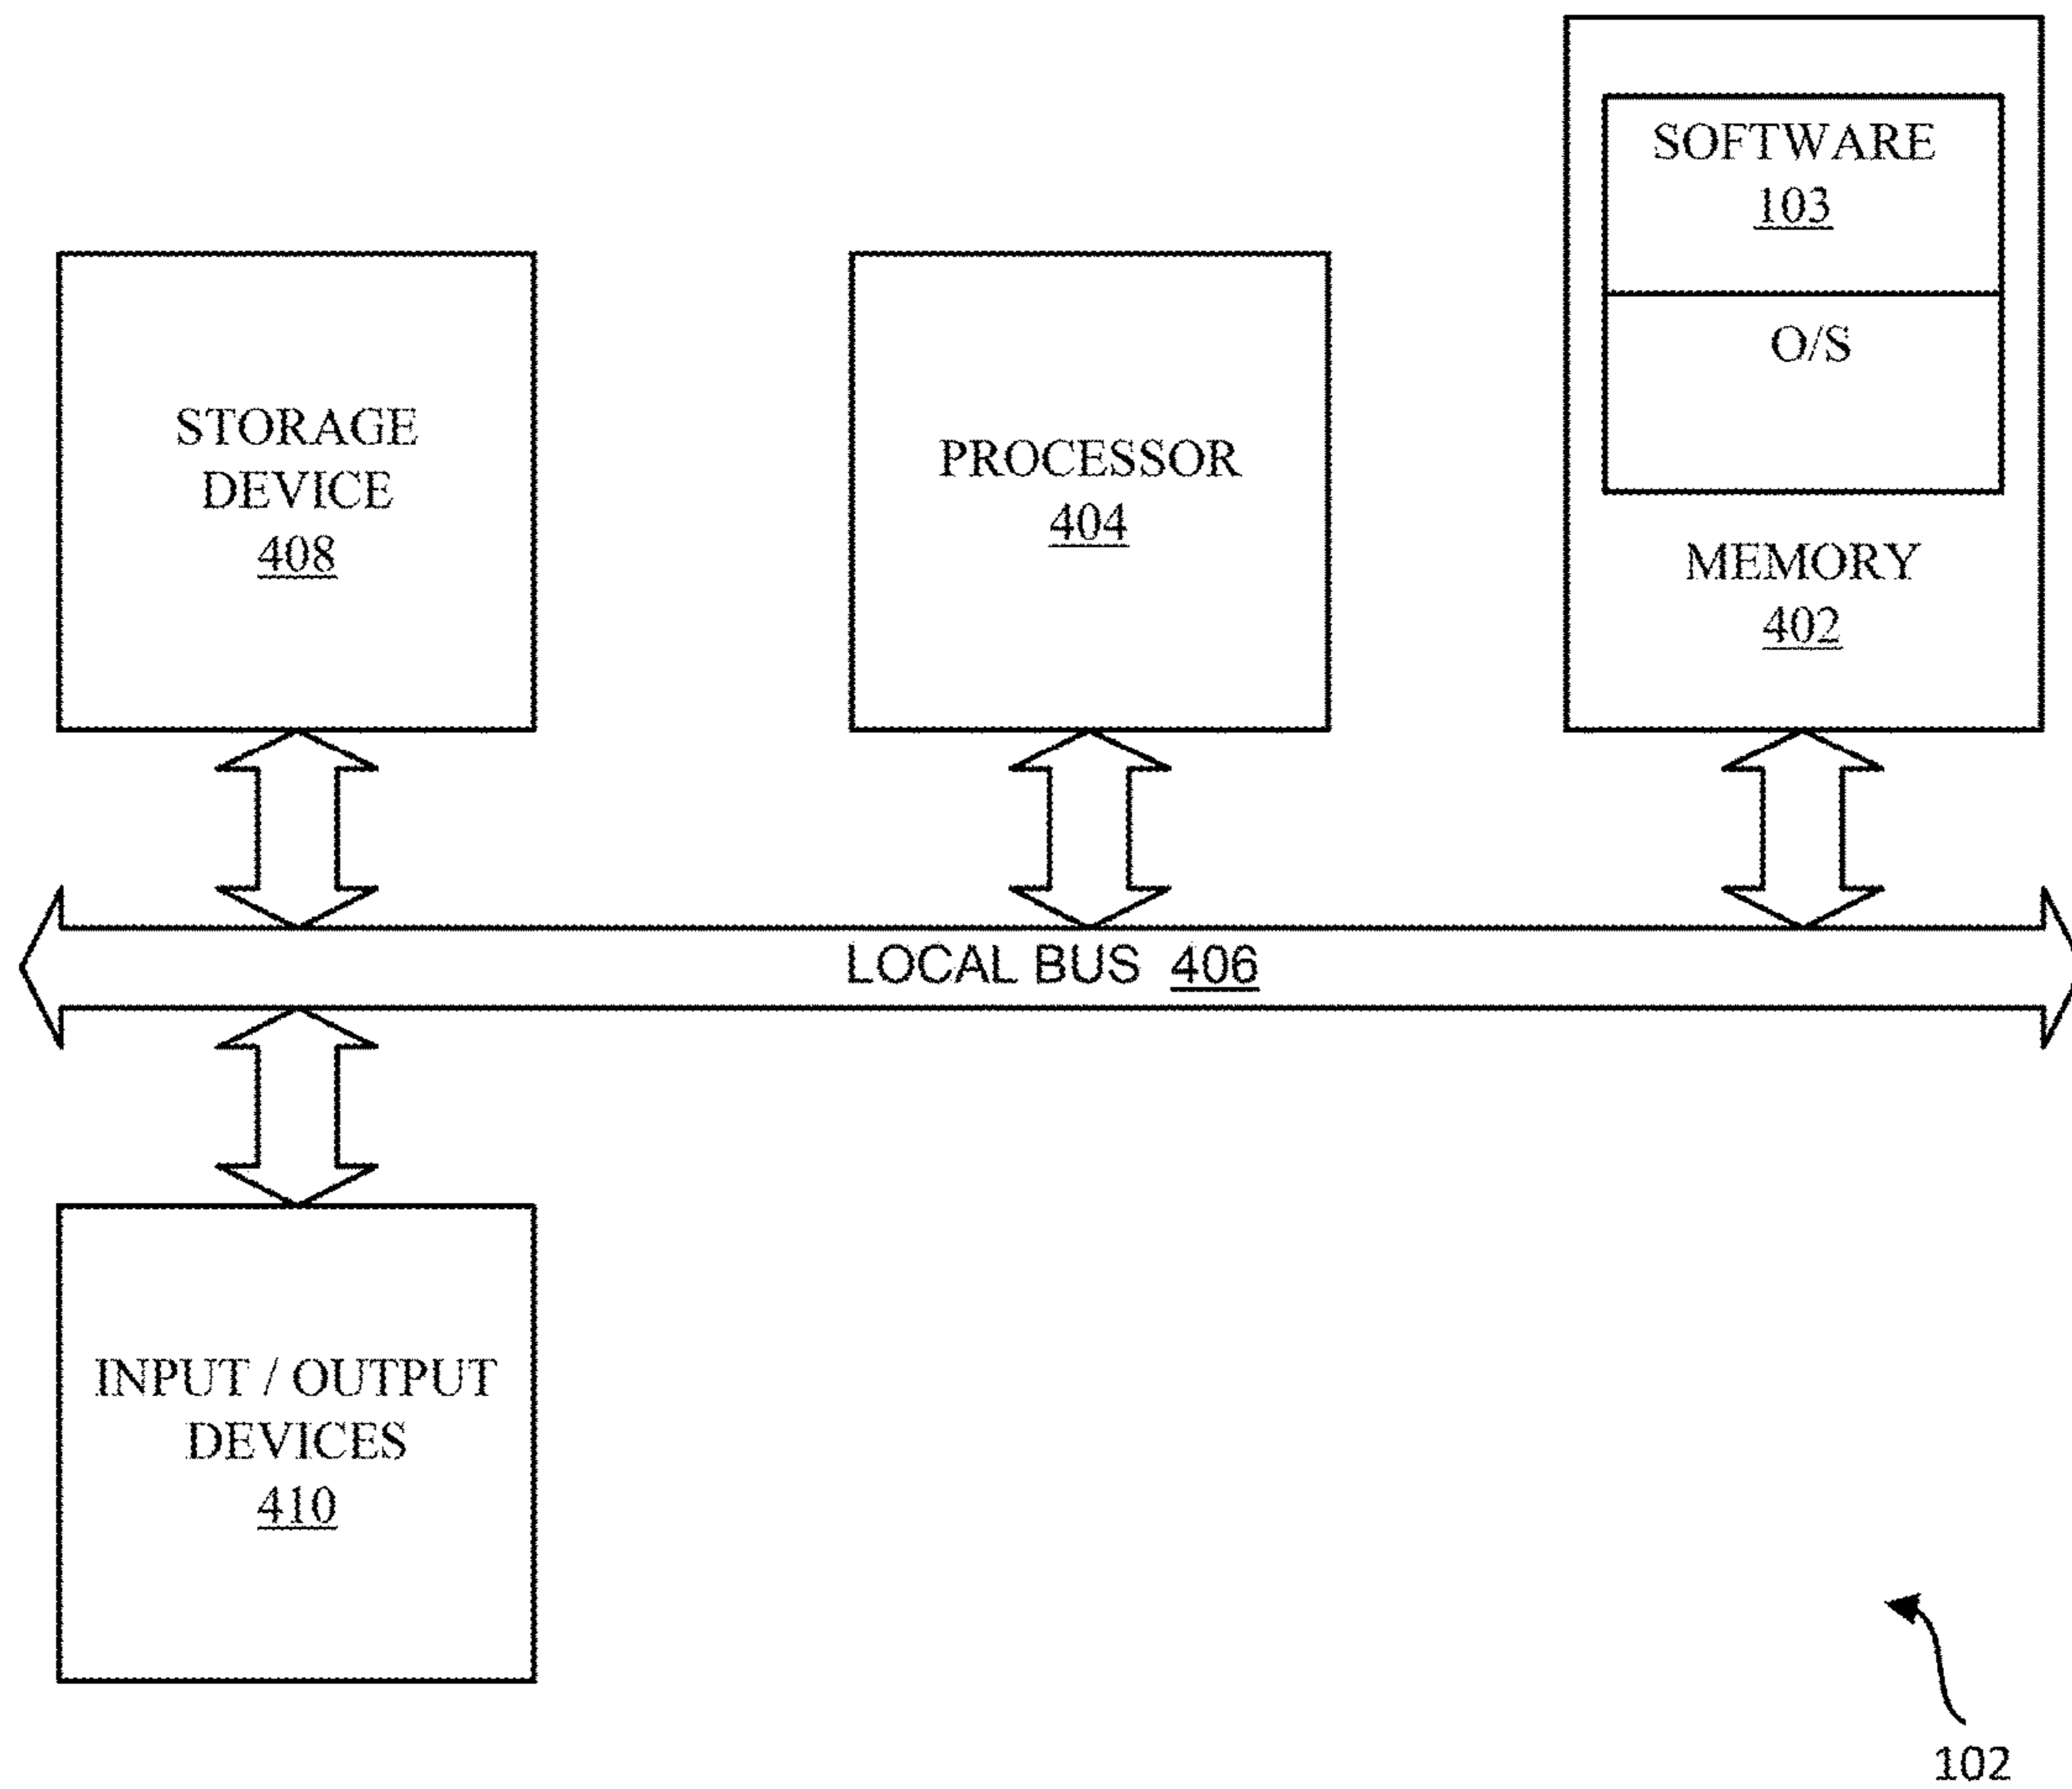 SOFTWARE
103
O/S
MEMORY
402
STORAGE
DEVICE
408
PROCESSOR
404
LOCAL BUS 406
INPUT / OUTPUT
DEVICES
410
102